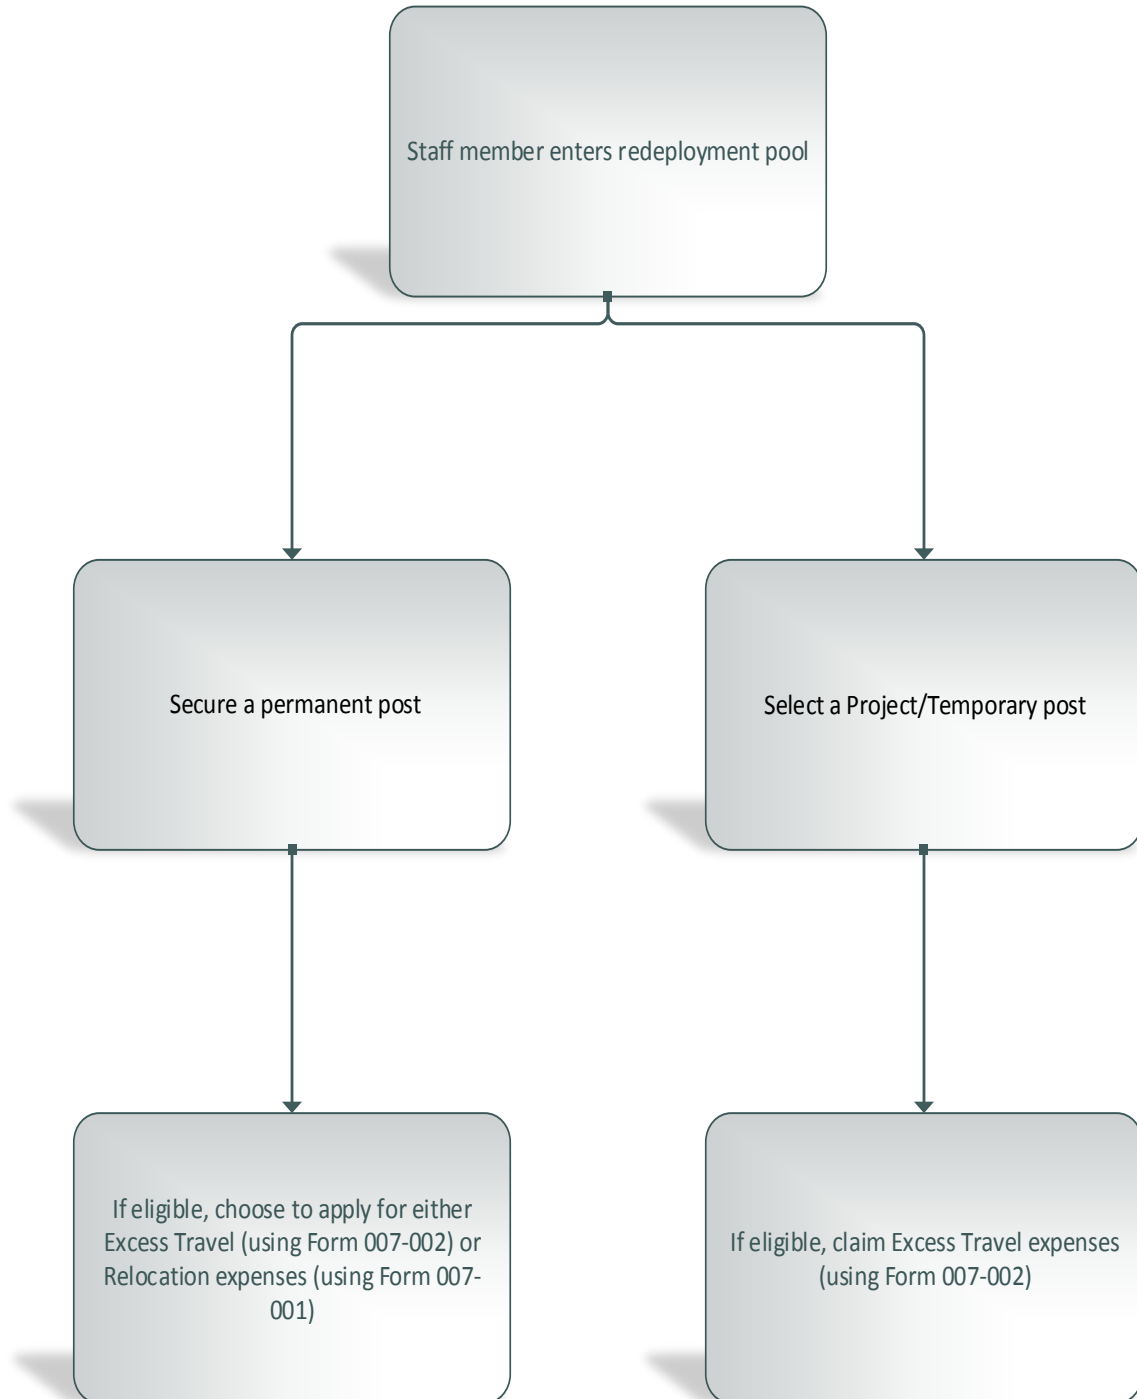 Staff member enters redeployment pool
Secure a permanent post
Select a Project/Temporary post
If eligible, choose to apply for either
Excess Travel (using Form 007-002) or
Relocation expenses (using Form 007-
001)
If eligible, claim Excess Travel expenses
(using Form 007-002)